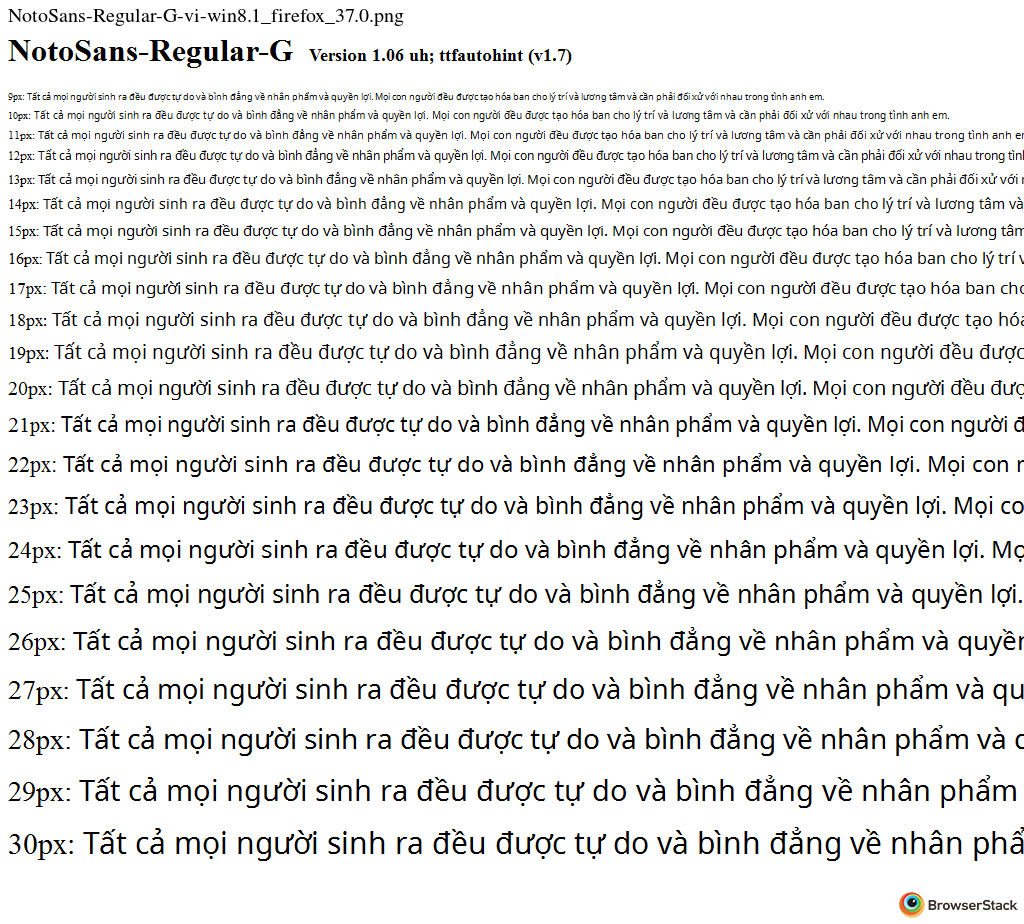 NotoSans-Regular-G-vi-win8.1_firefox_37.0.png
NotoSans-Regular-G Version 1.06 uh; ttfautohint (v1.7)
9px: Tất cả mọi người sinh ra đều được tự do và bình đẳng về nhân phẩm và quyền lợi. Mọi con người đều được tạo hóa ban cho lý trí và lương tâm và cần phải đối xử với nhau trong tình anh em.
10px: Tất cả mọi người sinh ra đều được tự do và bình đẳng về nhân phẩm và quyền lợi. Mọi con người đều được tạo hóa ban cho lý trí và lương tâm và cần phải đối xử với nhau trong tình anh em.
11px: Tất cả mọi người sinh ra đều được tự do và bình đẳng về nhân phẩm và quyền lợi. Mọi con người đều được tạo hóa ban cho lý trí và lương tâm và cần phải đối xử với nhau trong tình anh
12px: Tất cả mọi người sinh ra đều được tự do và bình đẳng về nhân phẩm và quyền lợi. Mọi con người đều được tạo hóa ban cho lý trí và lương tâm và cần phải đối xử với nhau trong
13px: Tất cả mọi người sinh ra đều được tự do và bình đẳng về nhân phẩm và quyền lợi. Mọi con người đều được tạo hóa ban cho lý trí và lương tâm và cần phải đối xử với
14px: Tất cả mọi người sinh ra đều được tự do và bình đẳng về nhân phẩm và quyền lợi. Mọi con người đều được tạo hóa ban cho lý trí và lương tâm và
15px: Tất cả mọi người sinh ra đều được tự do và bình đẳng về nhân phẩm và quyền lợi. Mọi con người đều được tạo hóa ban cho lý trí và lương tâm
16px: Tất cả mọi người sinh ra đều được tự do và bình đẳng về nhân phẩm và quyền lợi. Mọi con người đều được tạo hóa ban cho lý trí
17px: Tất cả mọi người sinh ra đều được tự do và bình đẳng về nhân phẩm và quyền lợi. Mọi con người đều được tạo hóa ban cho
18px: Tất cả mọi người sinh ra đều được tự do và bình đẳng về nhân phẩm và quyền lợi. Mọi con người đều được tạo hóa
19px: Tất cả mọi người sinh ra đều được tự do và bình đẳng về nhân phẩm và quyền lợi. Mọi con người đều được
20px: Tất cả mọi người sinh ra đều được tự do và bình đẳng về nhân phẩm và quyền lợi. Mọi con người đều
21px: Tất cả mọi người sinh ra đều được tự do và bình đẳng về nhân phẩm và quyền lợi. Mọi con người
22px: Tất cả mọi người sinh ra đều được tự do và bình đẳng về nhân phẩm và quyền lợi. Mọi con
23px: Tất cả mọi người sinh ra đều được tự do và bình đẳng về nhân phẩm và quyền lợi. Mọi co
24px: Tất cả mọi người sinh ra đều được tự do và bình đẳng về nhân phẩm và quyền lợi. Mọ
25px: Tất cả mọi người sinh ra đều được tự do và bình đẳng về nhân phẩm và quyền lợi.
26px: Tất cả mọi người sinh ra đều được tự do và bình đẳng về nhân phẩm và quyền
27px: Tất cả mọi người sinh ra đều được tự do và bình đẳng về nhân phẩm và qu
28px: Tất cả mọi người sinh ra đều được tự do và bình đẳng về nhân phẩm và
29px: Tất cả mọi người sinh ra đều được tự do và bình đẳng về nhân phẩm
30px: Tất cả mọi người sinh ra đều được tự do và bình đẳng về nhân phẩ
BrowserStack